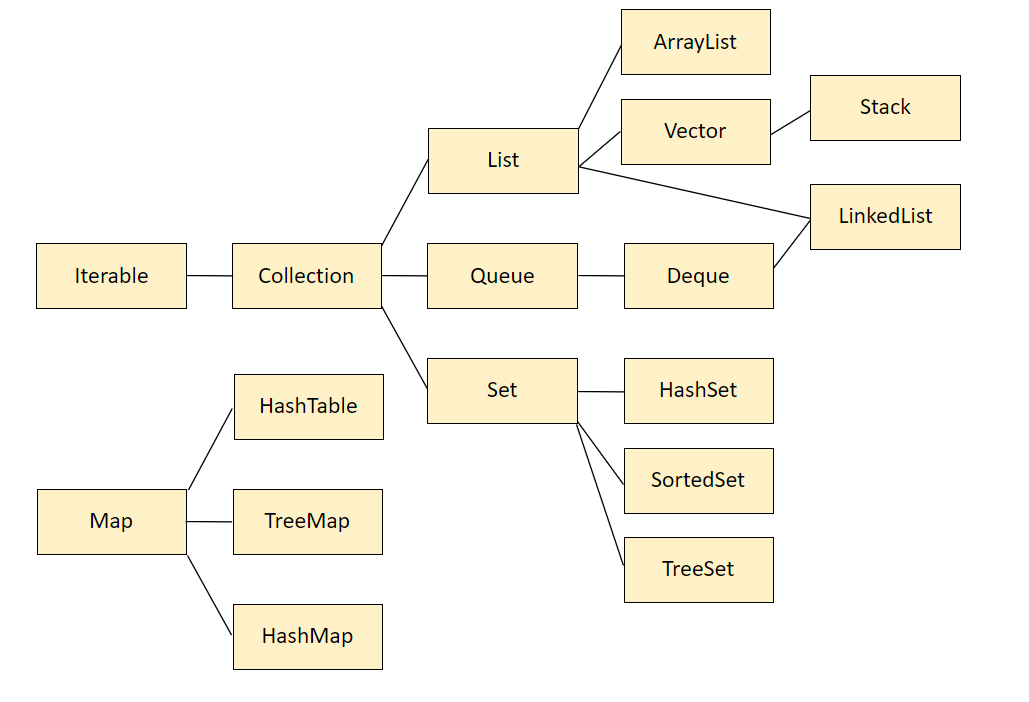 ArrayList
Stack
Vector
List
LinkedList
Iterable
Collection
Queue
Deque
Set
HashSet
HashTable
SortedSet
Map
TreeMap
TreeSet
HashMap